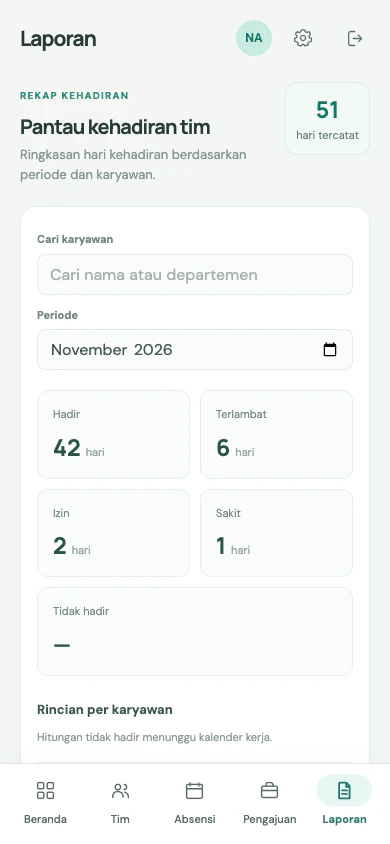 Laporan
NA
REKAP KEHADIRAN
Pantau kehadiran tim
Ringkasan hari kehadiran berdasarkan
periode dan karyawan.
51
hari tercatat
Cari karyawan
Cari nama atau departemen
Periode
November 2026
Hadir
42 hari
Terlambat
6 hari
Izin
2 hari
Sakit
1 hari
Tidak hadir
—
Rincian per karyawan
Hitungan tidak hadir menunggu kalender kerja.
Beranda
Tim
Absensi
Pengajuan
Laporan